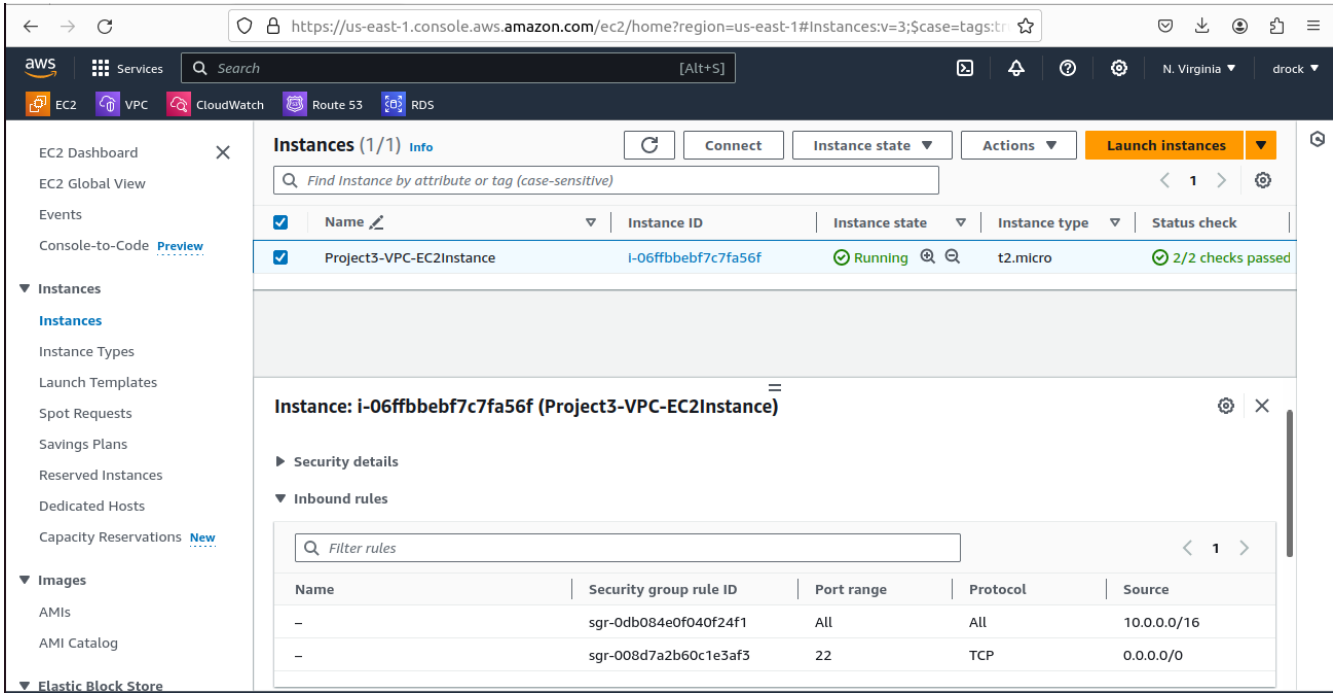 https://us-east-1.console.aws.amazon.com/ec2/home?region=us-east-1#Instances:v=3;$case=tags:tr
aws Services Search [Alt+S] N. Virginia drock
EC2 VPC CloudWatch Route 53 RDS
EC2 Dashboard
EC2 Global View
Events
Console-to-Code Preview
Instances
Instances
Instance Types
Launch Templates
Spot Requests
Savings Plans
Reserved Instances
Dedicated Hosts
Capacity Reservations New
Images
AMIs
AMI Catalog
Elastic Block Store
Instances (1/1) Info Connect Instance state Actions Launch instances
Find Instance by attribute or tag (case-sensitive) 1
Name Instance ID Instance state Instance type Status check
Project3-VPC-EC2Instance i-06ffbbebf7c7fa56f Running t2.micro 2/2 checks passed
Instance: i-06ffbbebf7c7fa56f (Project3-VPC-EC2Instance)
Security details
Inbound rules
Filter rules 1
Name Security group rule ID Port range Protocol Source
– sgr-0db084e0f040f24f1 All All 10.0.0.0/16
– sgr-008d7a2b60c1e3af3 22 TCP 0.0.0.0/0